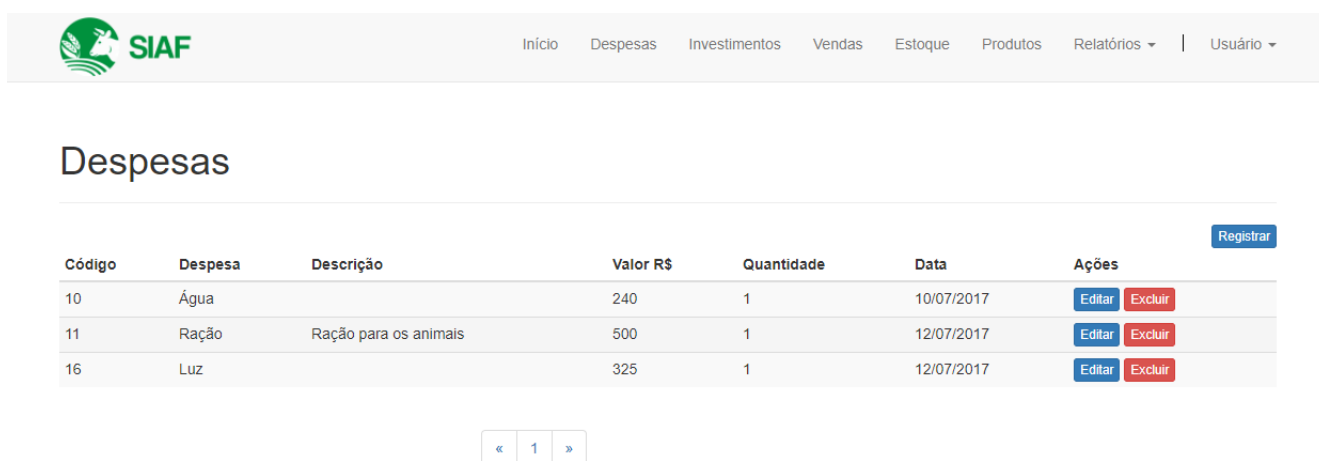 SIAF
Início Despesas Investimentos Vendas Estoque Produtos Relatórios | Usuário
Despesas
Registrar
Código Despesa Descrição Valor R$ Quantidade Data Ações
10 Água 240 1 10/07/2017 Editar Excluir
11 Ração Ração para os animais 500 1 12/07/2017 Editar Excluir
16 Luz 325 1 12/07/2017 Editar Excluir
« 1 »